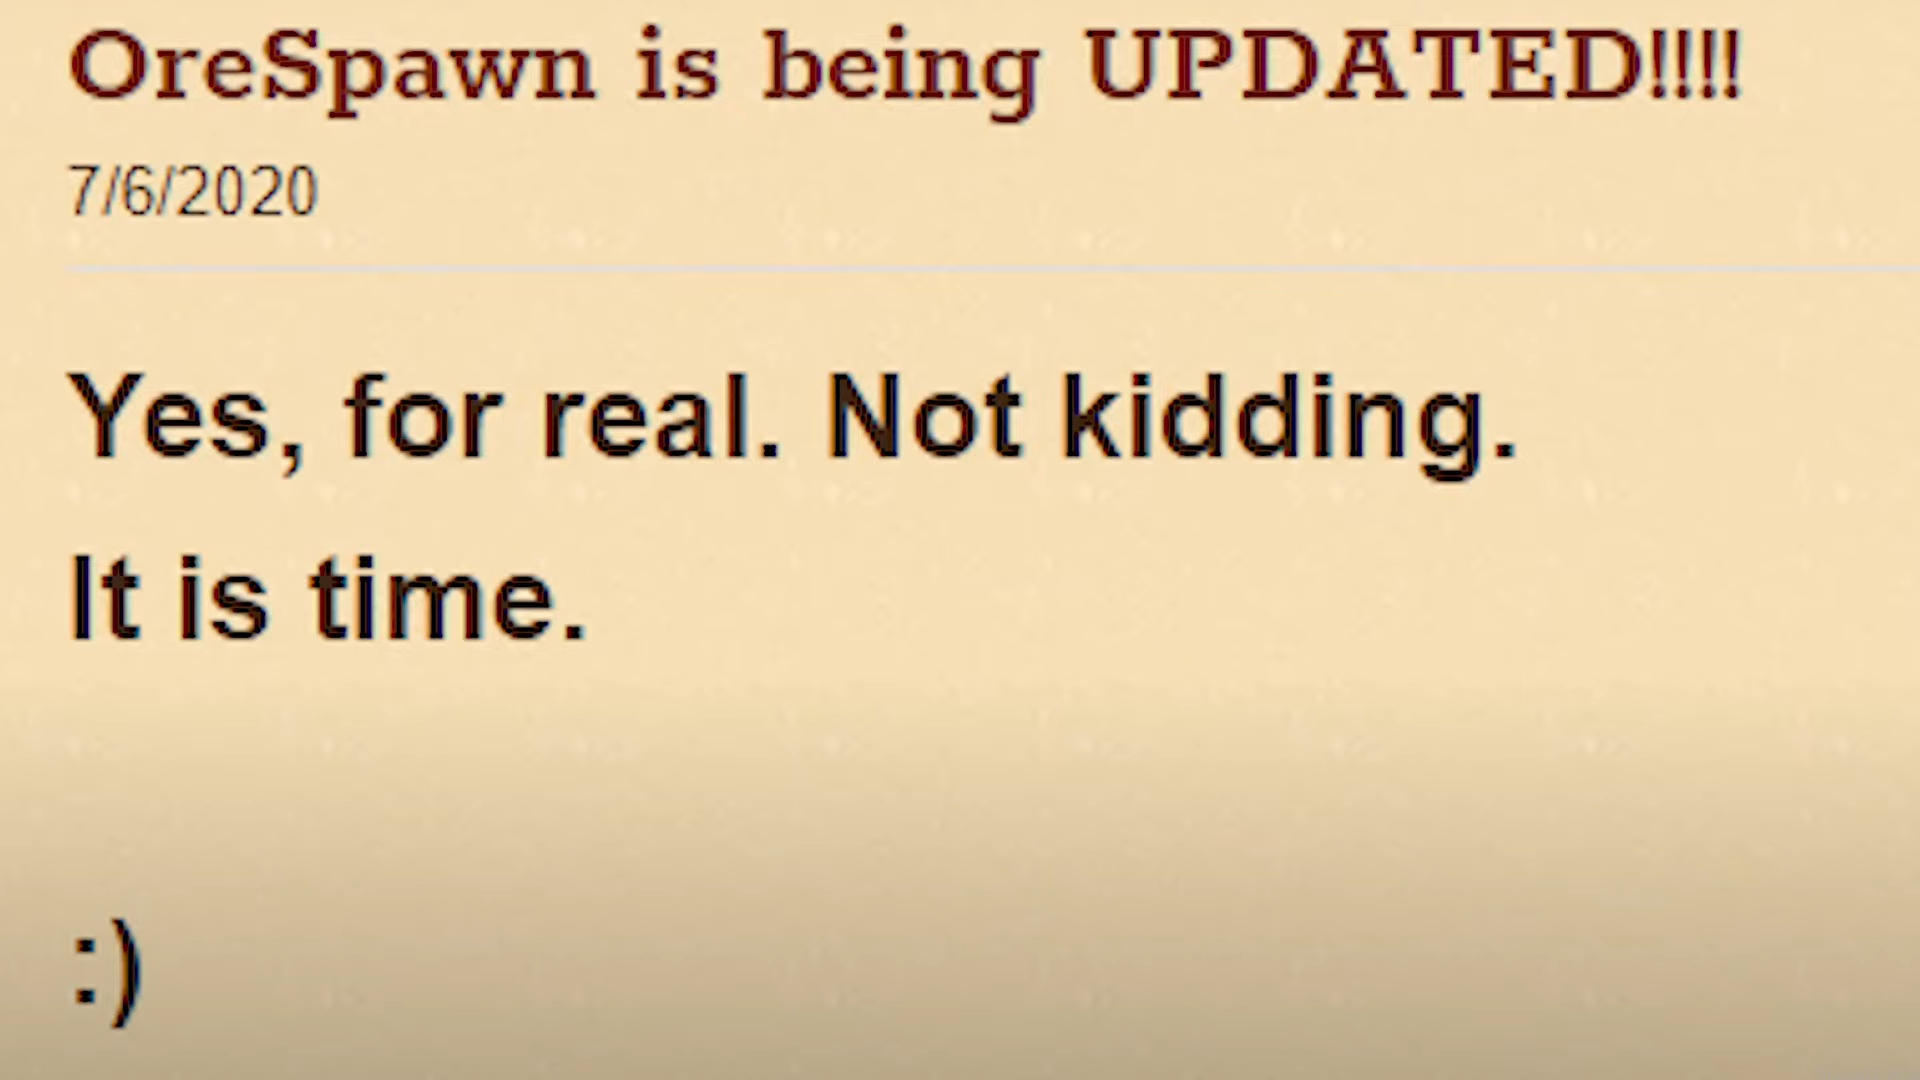 OreSpawn is being UPDATED!!!!
7/6/2020
Yes, for real. Not kidding.
It is time.
:)